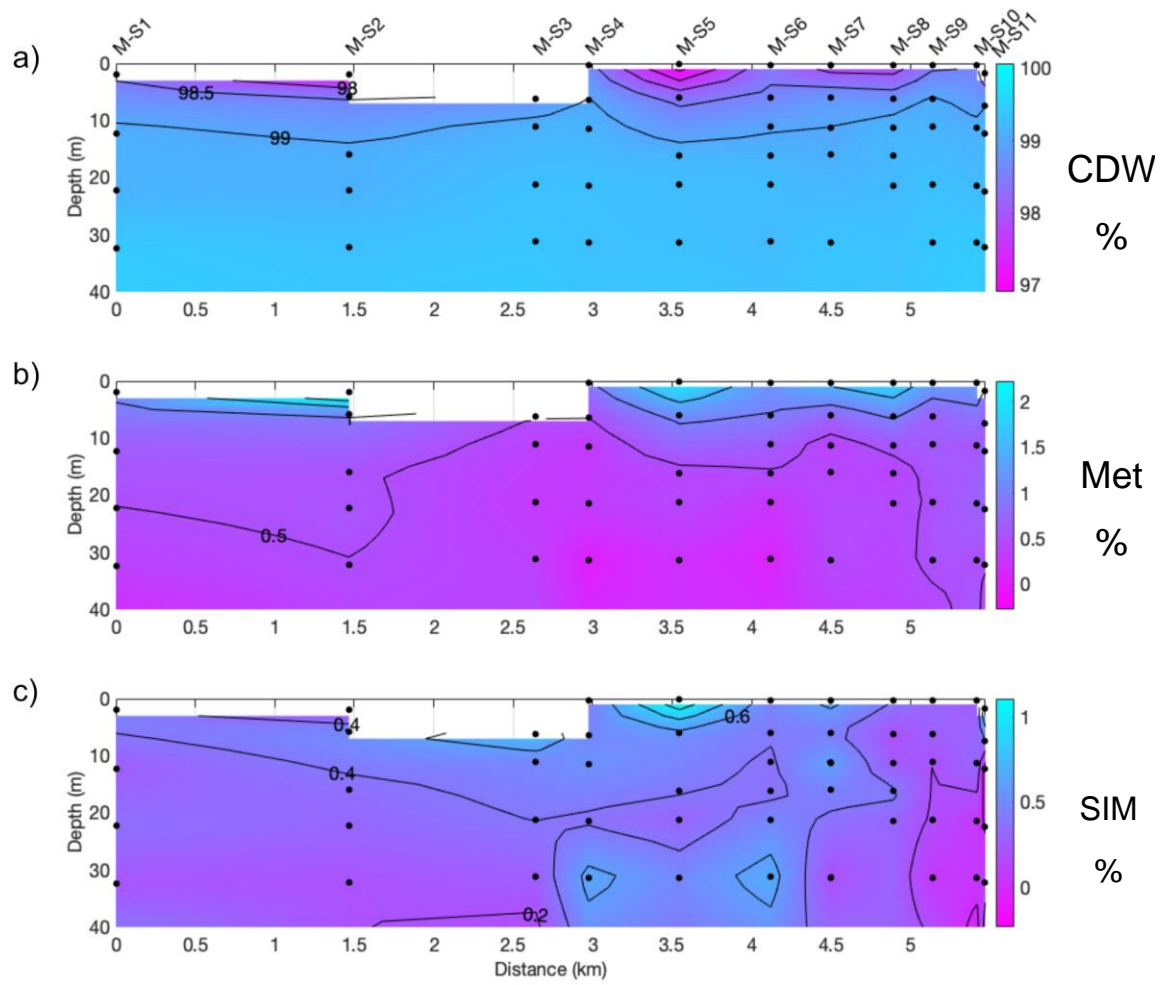 M-S1
M-S2
M-S3
M-S4
M-S5
M-S6
M-S7
M-S8
M-S9
M-S10
M-S11
a)
0
10
20
30
40
Depth (m)
98.5
98
99
0 0.5 1 1.5 2 2.5 3 3.5 4 4.5 5
100
99
98
97
CDW
%
b)
0
10
20
30
40
Depth (m)
0.5
0 0.5 1 1.5 2 2.5 3 3.5 4 4.5 5
2
1.5
1
0.5
0
Met
%
c)
0
10
20
30
40
Depth (m)
0.4
0.4
0.6
0.2
0 0.5 1 1.5 2 2.5 3 3.5 4 4.5 5
Distance (km)
1
0.5
0
SIM
%